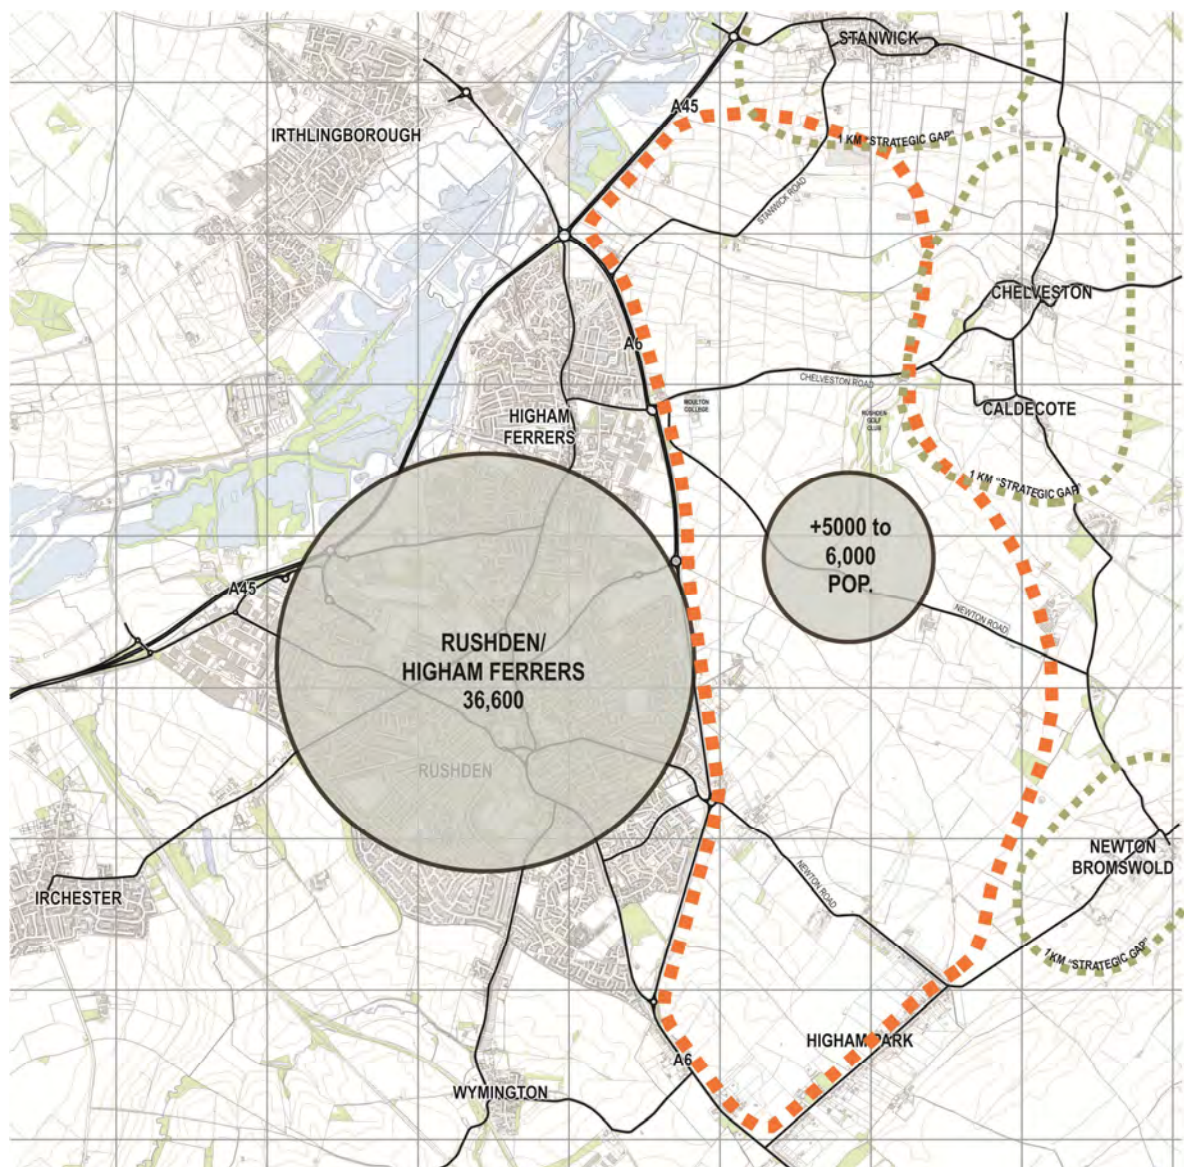 STANWICK
A45
IRTHLINGBOROUGH
1 KM "STRATEGIC GAP"
STANWICK ROAD
CHELVESTON
A6
CHELVESTON ROAD
MOULTON
COLLEGE
HIGHAM
FERRERS
RUSHDEN
GOLF
CLUB
CALDECOTE
1 KM "STRATEGIC GAP"
+5000 to
6,000
POP.
A45
NEWTON ROAD
RUSHDEN/
HIGHAM FERRERS
36,600
RUSHDEN
NEWTON
BROMSWOLD
NEWTON ROAD
IRCHESTER
1 KM "STRATEGIC GAP"
HIGHAM PARK
A6
WYMINGTON